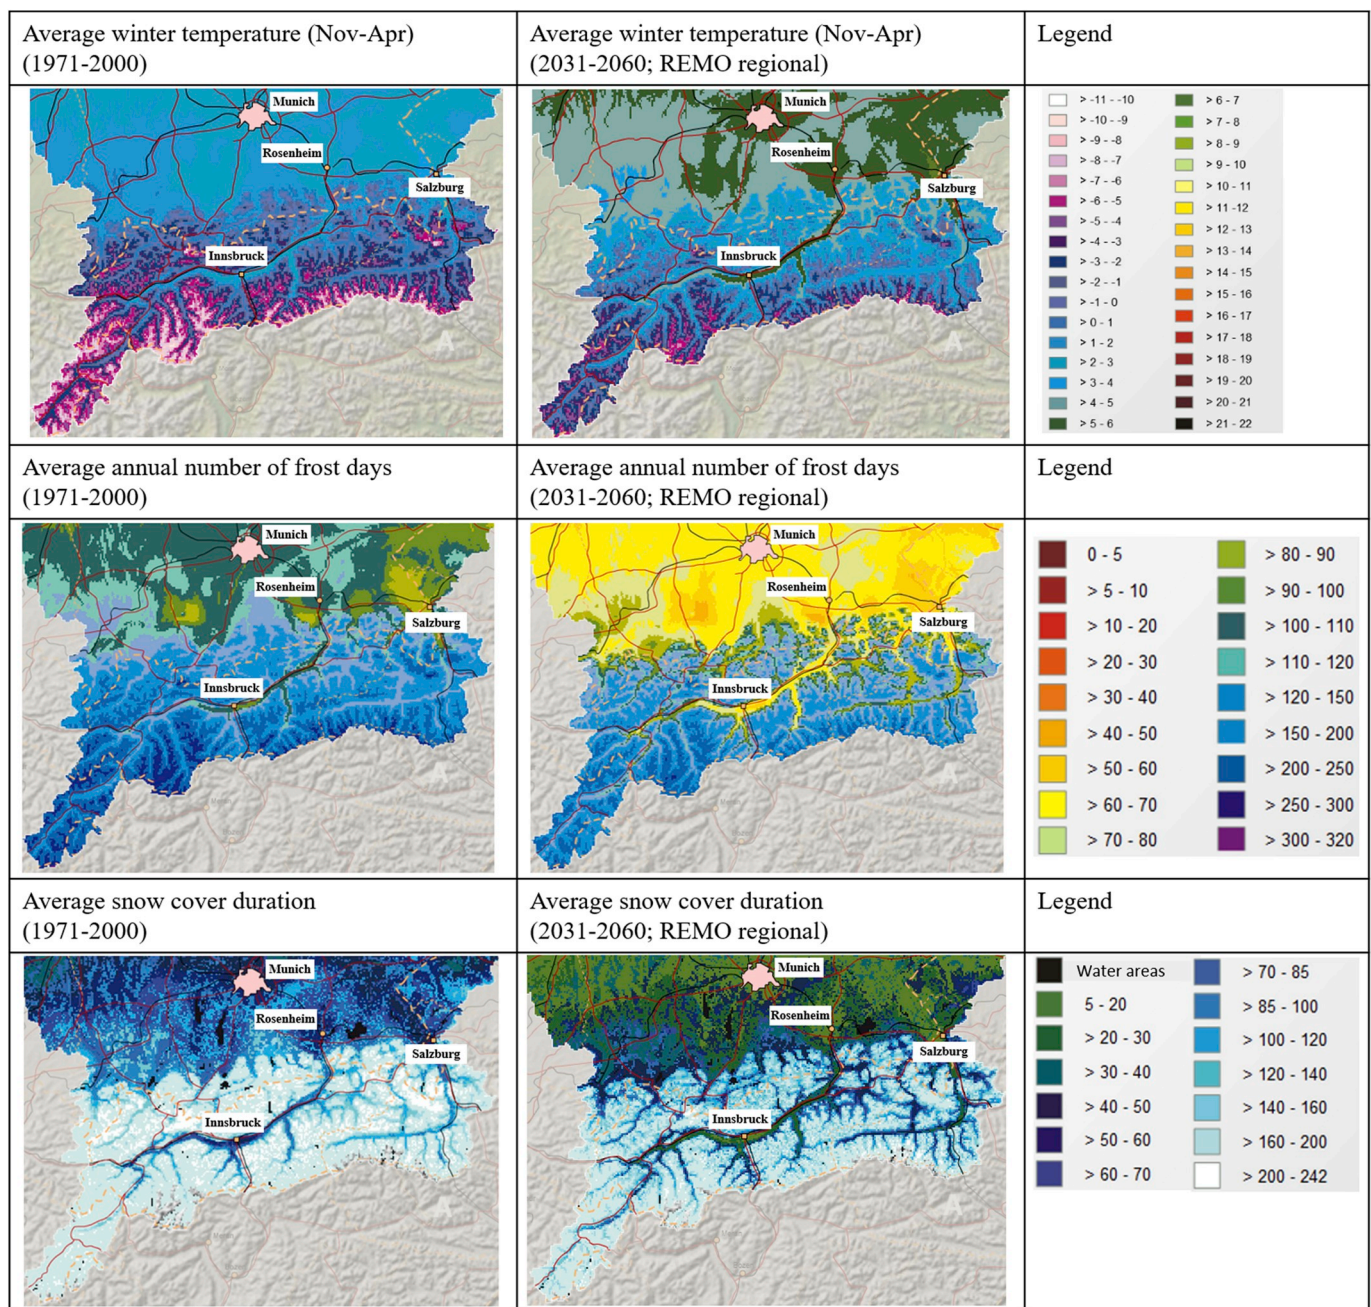 Average winter temperature (Nov-Apr)
(1971-2000)
Average winter temperature (Nov-Apr)
(2031-2060; REMO regional)
Legend
Munich
Rosenheim
Salzburg
Innsbruck
Munich
Rosenheim
Salzburg
Innsbruck
> -11 - -10
> -10 - -9
> -9 - -8
> -8 - -7
> -7 - -6
> -6 - -5
> -5 - -4
> -4 - -3
> -3 - -2
> -2 - -1
> -1 - 0
> 0 - 1
> 1 - 2
> 2 - 3
> 3 - 4
> 4 - 5
> 5 - 6
> 6 - 7
> 7 - 8
> 8 - 9
> 9 - 10
> 10 - 11
> 11 -12
> 12 - 13
> 13 - 14
> 14 - 15
> 15 - 16
> 16 - 17
> 17 - 18
> 18 - 19
> 19 - 20
> 20 - 21
> 21 - 22
Average annual number of frost days
(1971-2000)
Average annual number of frost days
(2031-2060; REMO regional)
Legend
Munich
Rosenheim
Salzburg
Innsbruck
Munich
Rosenheim
Salzburg
Innsbruck
0 - 5
> 5 - 10
> 10 - 20
> 20 - 30
> 30 - 40
> 40 - 50
> 50 - 60
> 60 - 70
> 70 - 80
> 80 - 90
> 90 - 100
> 100 - 110
> 110 - 120
> 120 - 150
> 150 - 200
> 200 - 250
> 250 - 300
> 300 - 320
Average snow cover duration
(1971-2000)
Average snow cover duration
(2031-2060; REMO regional)
Legend
Munich
Rosenheim
Salzburg
Innsbruck
Munich
Rosenheim
Salzburg
Innsbruck
Water areas
5 - 20
> 20 - 30
> 30 - 40
> 40 - 50
> 50 - 60
> 60 - 70
> 70 - 85
> 85 - 100
> 100 - 120
> 120 - 140
> 140 - 160
> 160 - 200
> 200 - 242